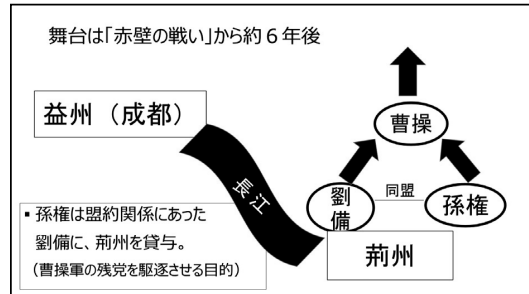 舞台は「赤壁の戦い」から約6年後
益州（成都）
曹操
長江
劉備
同盟
孫権
荊州
▪ 孫権は盟約関係にあった
劉備に、荊州を貸与。
（曹操軍の残党を駆逐させる目的）